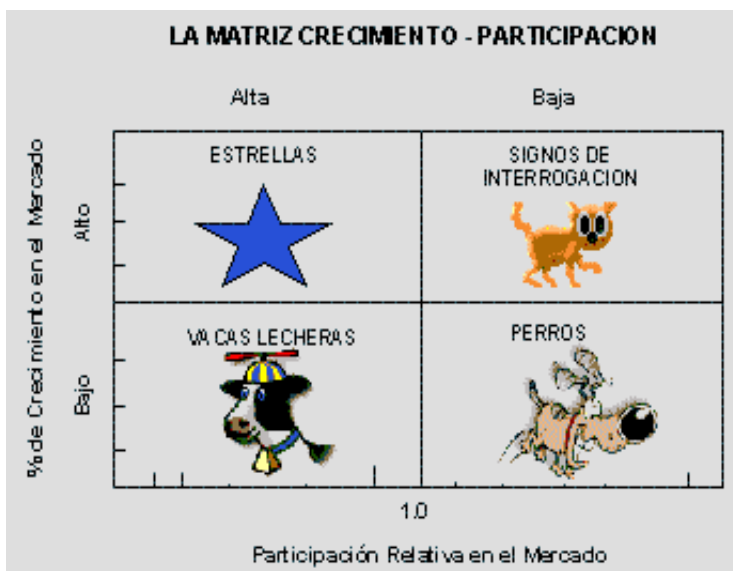 LA MATRIZ CRECIMIENTO - PARTICIPACION
Alta
Baja
ESTRELLAS
SIGNOS DE
INTERROGACION
Alto
% de Crecimiento en el Mercado
VACAS LECHERAS
PERROS
Bajo
1.0
Participación Relativa en el Mercado